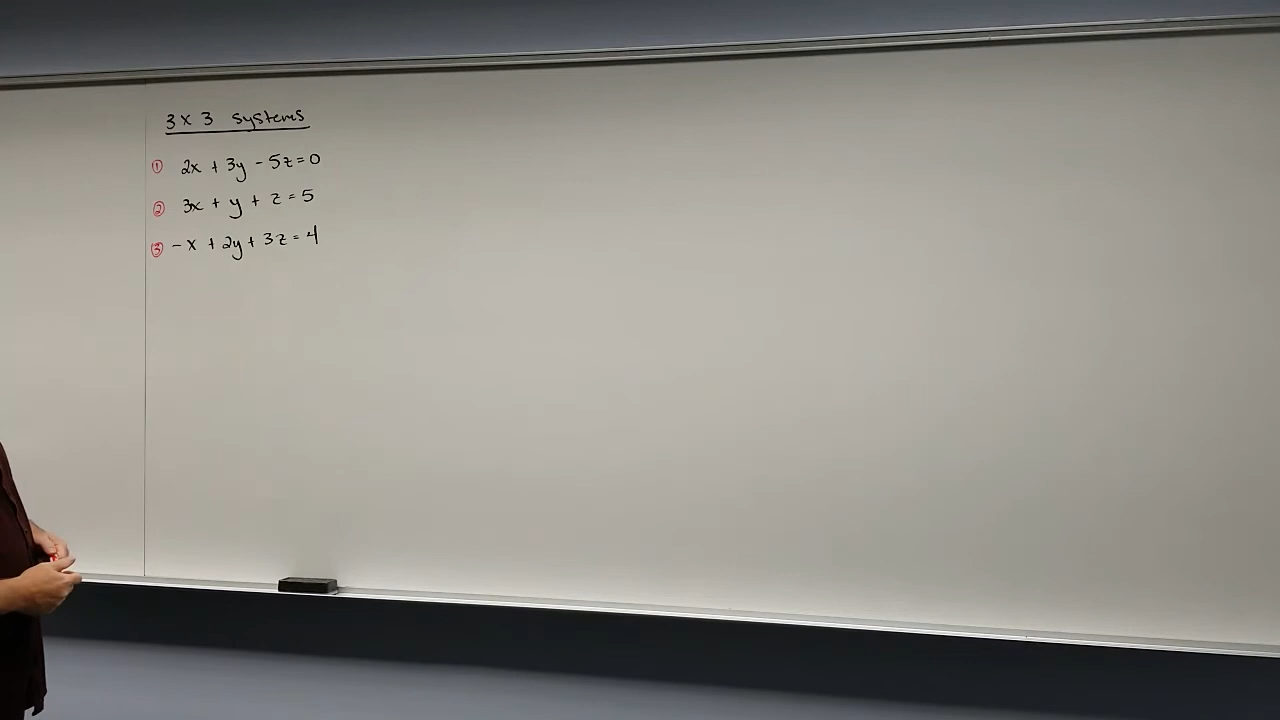 3 x 3 systems
① 2x + 3y - 5z = 0
② 3x + y + z = 5
③ -x + 2y + 3z = 4